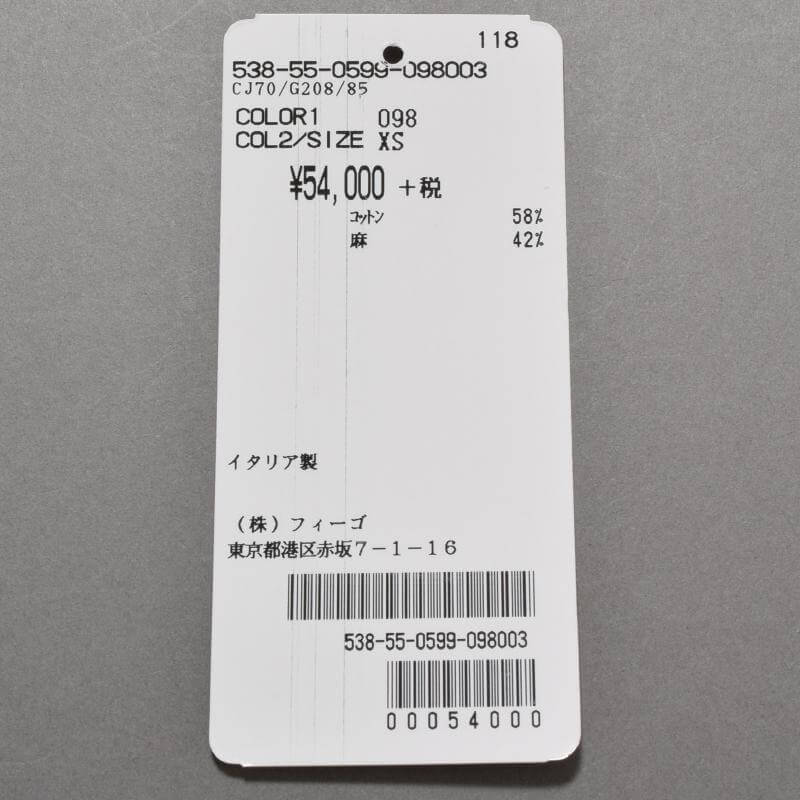 118
538-55-0599-098003
CJ70/G208/85
COLOR1 098
COL2/SIZE XS
¥54,000 +税
コットン 58%
麻 42%
イタリア製
(株)フィーゴ
東京都港区赤坂7-1-16
538-55-0599-098003
00054000